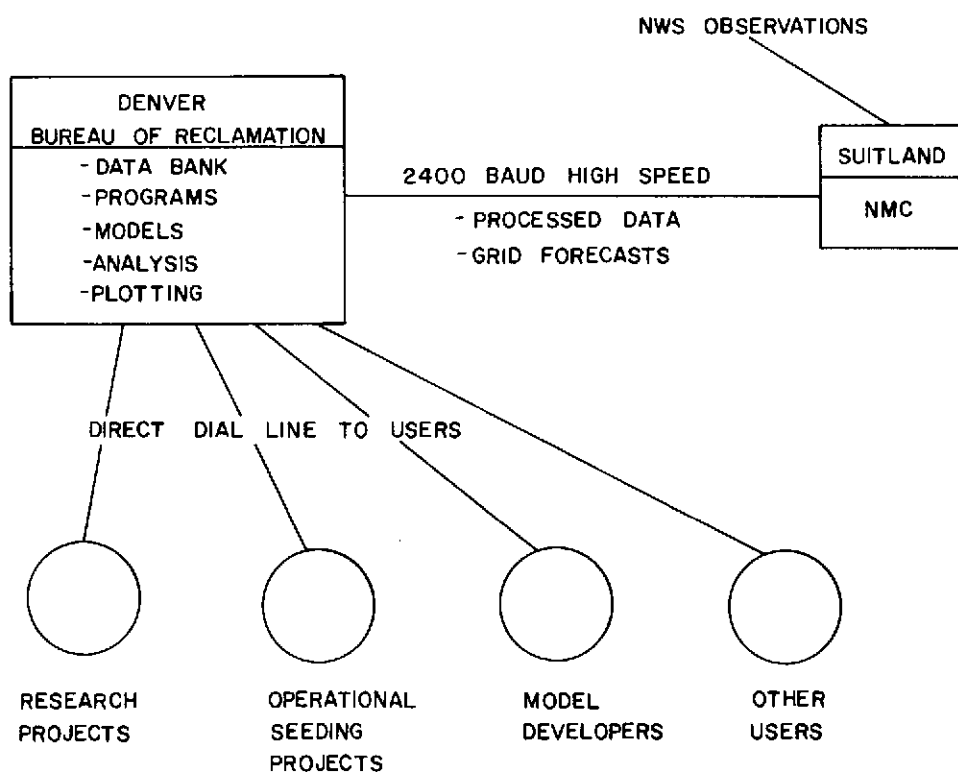 NWS OBSERVATIONS
DENVER
BUREAU OF RECLAMATION
-DATA BANK
-PROGRAMS
-MODELS
-ANALYSIS
-PLOTTING
2400 BAUD HIGH SPEED
-PROCESSED DATA
-GRID FORECASTS
SUITLAND
NMC
DIRECT DIAL LINE TO USERS
RESEARCH
PROJECTS
OPERATIONAL
SEEDING
PROJECTS
MODEL
DEVELOPERS
OTHER
USERS